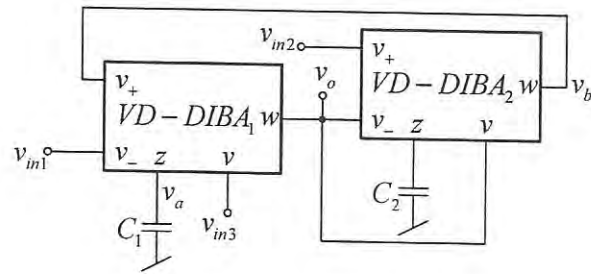 v_in2
v_+
VD-DIBA_2 w
v_b
v_- z v
C_2
v_o
v_+
VD-DIBA_1 w
v_in1
v_- z v
v_a
C_1
v_in3